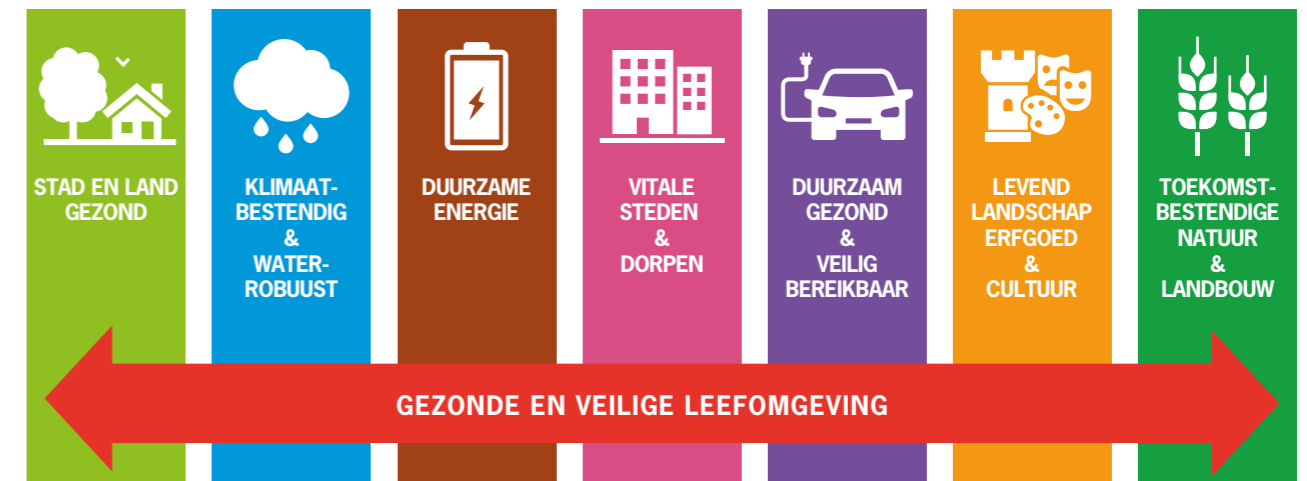 STAD EN LAND
GEZOND
KLIMAAT-
BESTENDIG
&
WATER-
ROBUUST
DUURZAME
ENERGIE
VITALE
STEDEN
&
DORPEN
DUURZAAM
GEZOND
&
VEILIG
BEREIKBAAR
LEVEND
LANDSCHAP
ERFGOED
&
CULTUUR
TOEKOMST-
BESTENDIGE
NATUUR
&
LANDBOUW
GEZONDE EN VEILIGE LEEFOMGEVING